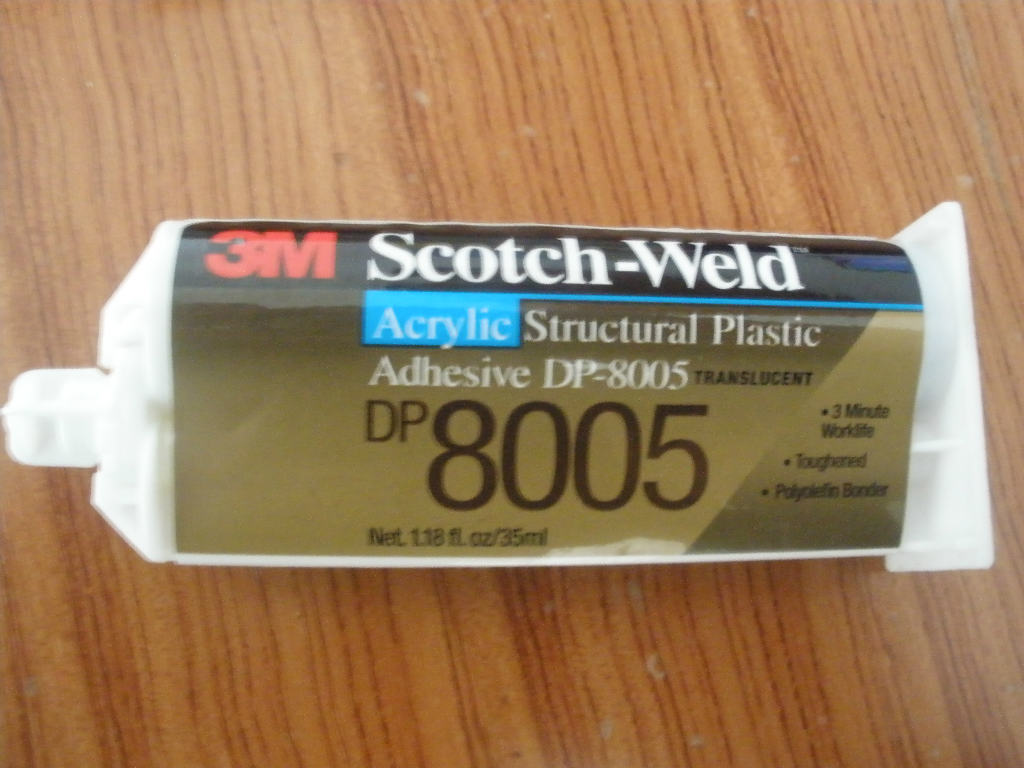 3M Scotch-Weld™
Acrylic Structural Plastic
Adhesive DP-8005 TRANSLUCENT
DP8005
• 3 Minute
Worklife
• Toughened
• Polyolefin Bonder
Net. 1.18 fl. oz/35ml